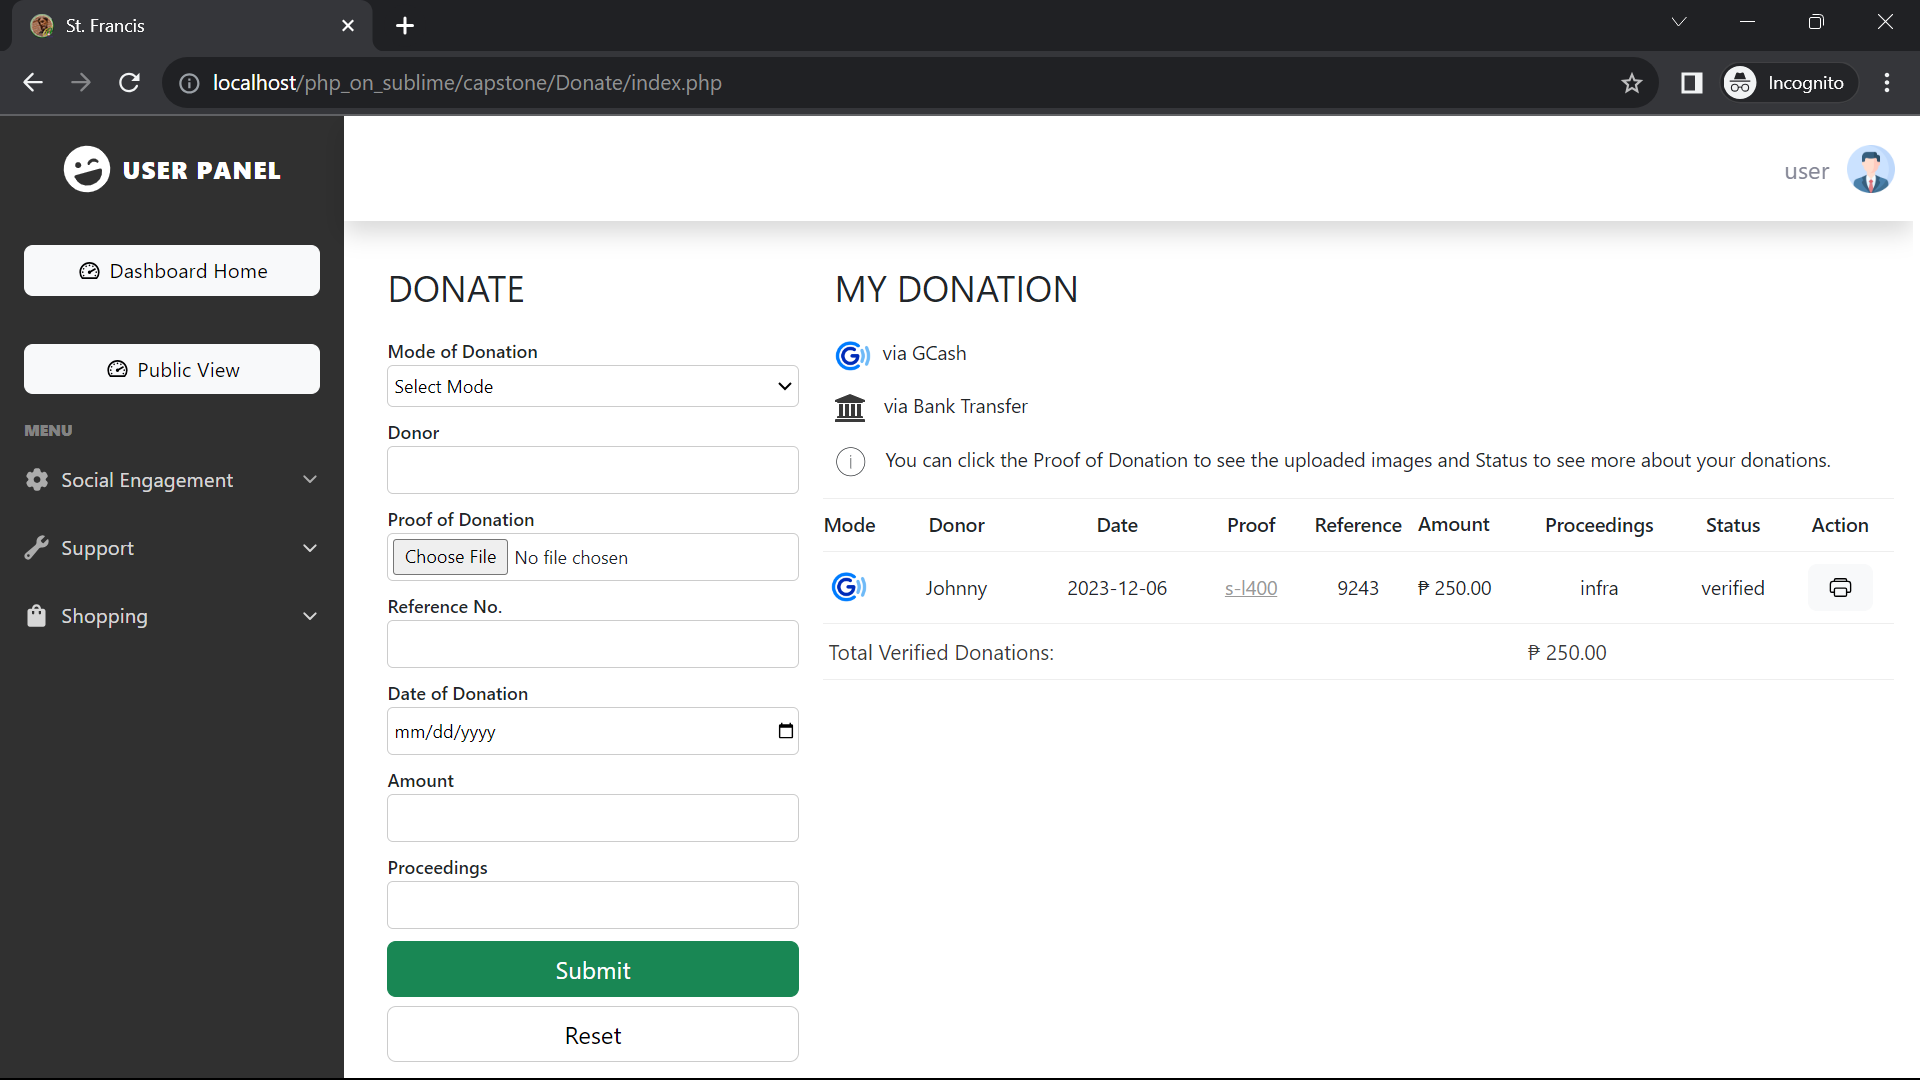 St. Francis
localhost/php_on_sublime/capstone/Donate/index.php
Incognito
USER PANEL
user
Dashboard Home
Public View
MENU
Social Engagement
Support
Shopping
DONATE
Mode of Donation
Select Mode
Donor
Proof of Donation
Choose File No file chosen
Reference No.
Date of Donation
mm/dd/yyyy
Amount
Proceedings
Submit
Reset
MY DONATION
via GCash
via Bank Transfer
You can click the Proof of Donation to see the uploaded images and Status to see more about your donations.
Mode Donor Date Proof Reference Amount Proceedings Status Action
Johnny 2023-12-06 s-l400 9243 ₱ 250.00 infra verified
Total Verified Donations: ₱ 250.00